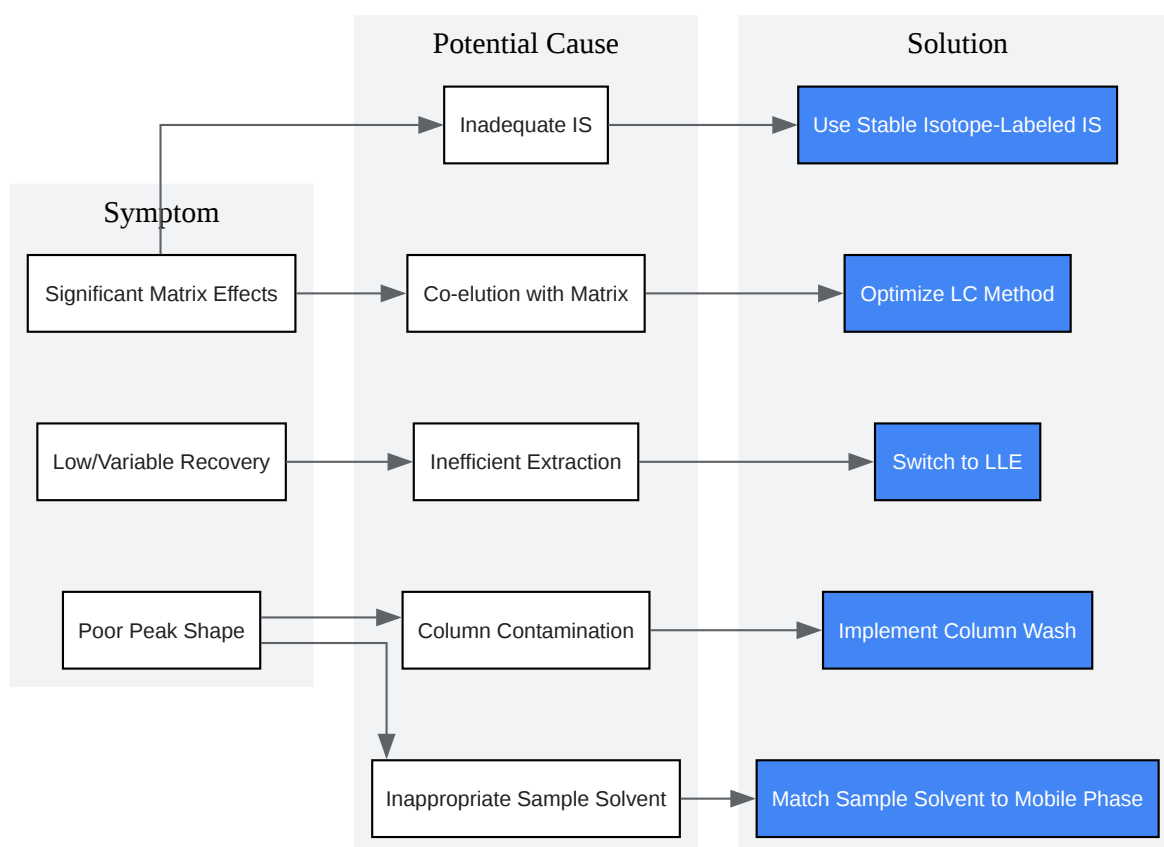 Potential Cause
Solution
Inadequate IS
Use Stable Isotope-Labeled IS
Symptom
Significant Matrix Effects
Co-elution with Matrix
Optimize LC Method
Low/Variable Recovery
Inefficient Extraction
Switch to LLE
Poor Peak Shape
Column Contamination
Implement Column Wash
Inappropriate Sample Solvent
Match Sample Solvent to Mobile Phase